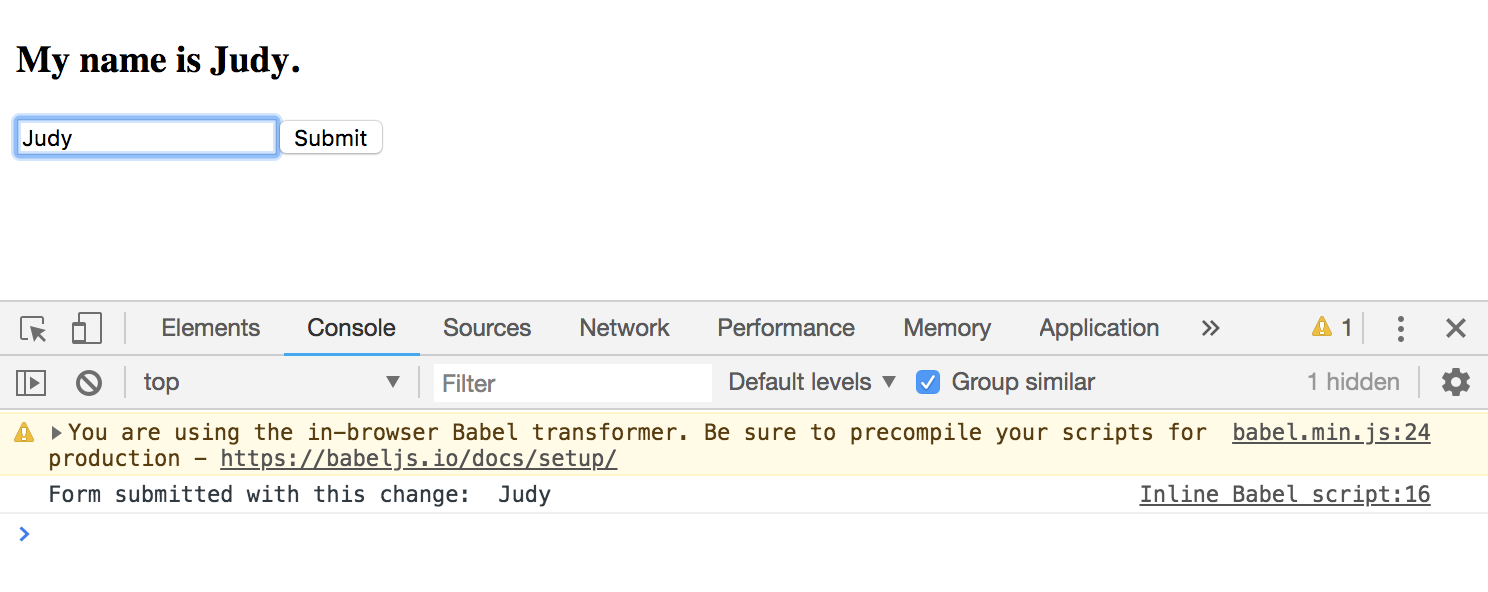 My name is Judy.
Judy Submit
Elements Console Sources Network Performance Memory Application » 1
top Filter Default levels Group similar 1 hidden
You are using the in-browser Babel transformer. Be sure to precompile your scripts for babel.min.js:24
production – https://babeljs.io/docs/setup/
Form submitted with this change:  Judy Inline Babel script:16